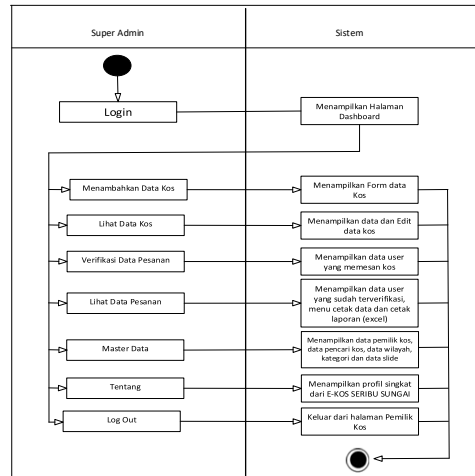 Super Admin
Sistem
Login
Menampilkan Halaman
Dashboard
Menambahkan Data Kos
Menampilkan Form data
Kos
Lihat Data Kos
Menampilkan data dan Edit
data kos
Verifikasi Data Pesanan
Menampilkan data user
yang memesan kos
Lihat Data Pesanan
Menampilkan data user
yang sudah terverifikasi,
menu cetak data dan cetak
laporan (excel)
Master Data
Menampilkan data pemilik kos,
data pencari kos, data wilayah,
kategori dan data slide
Tentang
Menampilkan profil singkat
dari E-KOS SERIBU SUNGAI
Log Out
Keluar dari halaman Pemilik
Kos